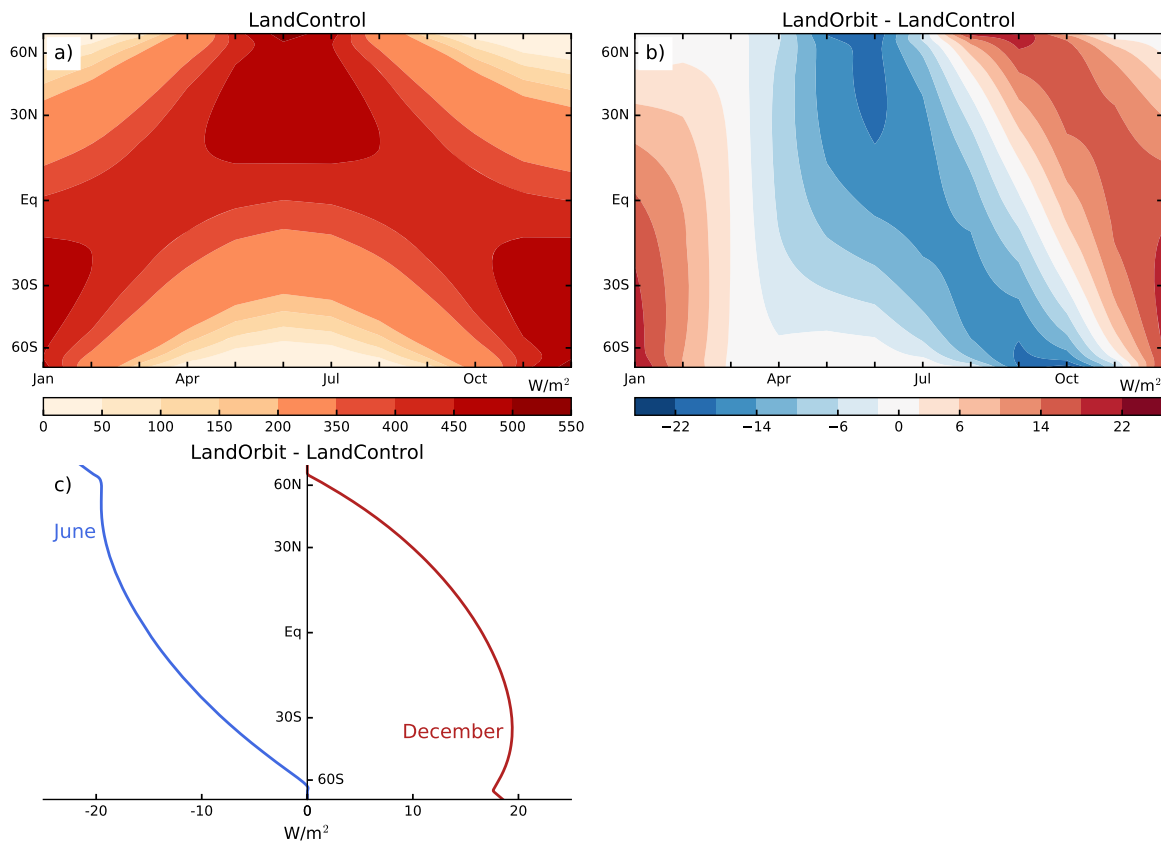 LandControl
a)
60N
30N
Eq
30S
60S
Jan Apr Jul Oct W/m²
0 50 100 150 200 250 300 350 400 450 500 550
LandOrbit - LandControl
b)
60N
30N
Eq
30S
60S
Jan Apr Jul Oct W/m²
−22 −14 −6 0 6 14 22
LandOrbit - LandControl
c)
60N
June
30N
Eq
30S
December
60S
-20 -10 0 10 20
W/m²